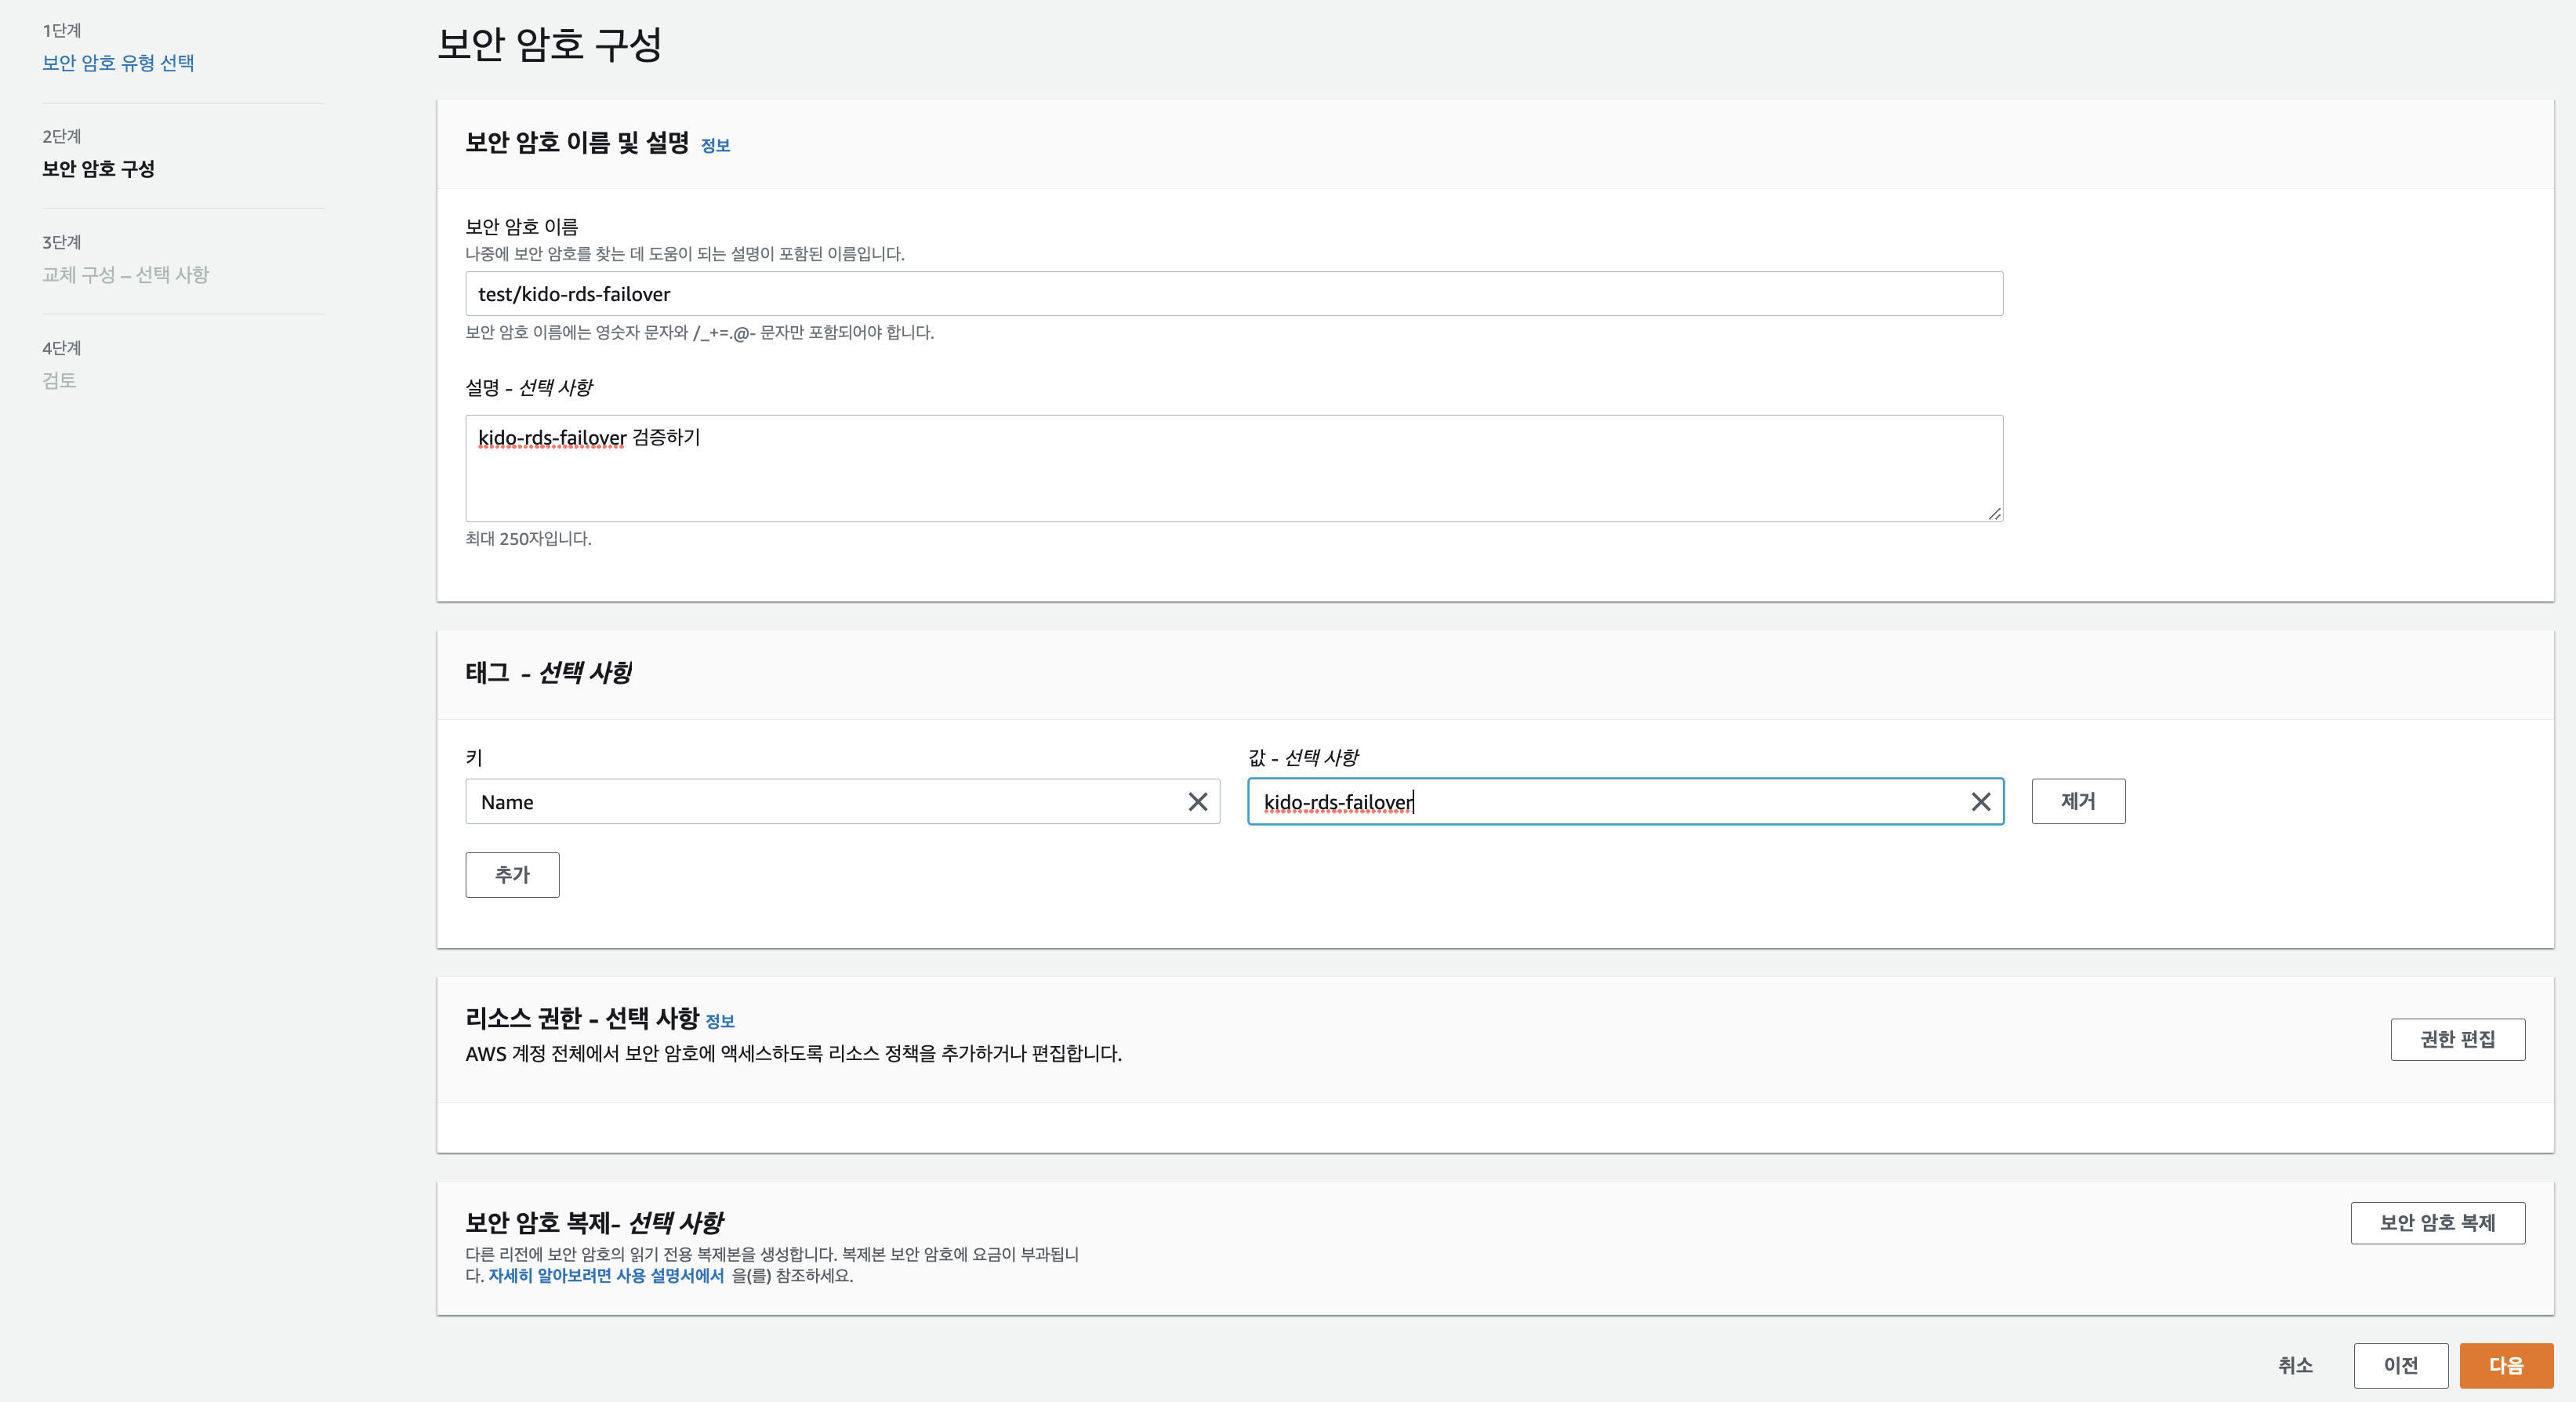 1단계
보안 암호 유형 선택
2단계
보안 암호 구성
3단계
교체 구성 – 선택 사항
4단계
검토
보안 암호 구성
보안 암호 이름 및 설명 정보
보안 암호 이름
나중에 보안 암호를 찾는 데 도움이 되는 설명이 포함된 이름입니다.
test/kido-rds-failover
보안 암호 이름에는 영숫자 문자와 /_+=.@- 문자만 포함되어야 합니다.
설명 - 선택 사항
kido-rds-failover 검증하기
최대 250자입니다.
태그 - 선택 사항
키
값 - 선택 사항
Name
kido-rds-failover
제거
추가
리소스 권한 - 선택 사항 정보
AWS 계정 전체에서 보안 암호에 액세스하도록 리소스 정책을 추가하거나 편집합니다.
권한 편집
보안 암호 복제- 선택 사항
다른 리전에 보안 암호의 읽기 전용 복제본을 생성합니다. 복제본 보안 암호에 요금이 부과됩니
다. 자세히 알아보려면 사용 설명서에서 을(를) 참조하세요.
보안 암호 복제
취소
이전
다음